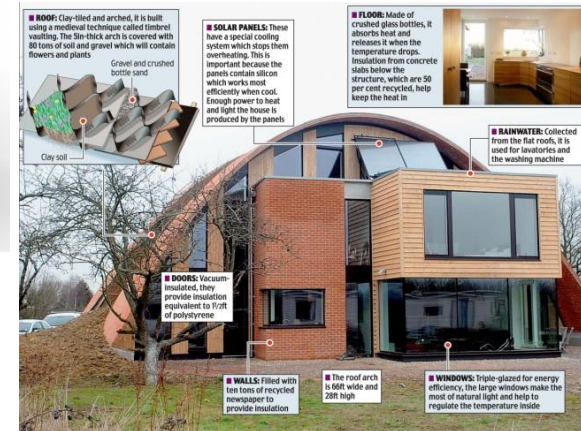 ROOF: Clay-tiled and arched, it is built
using a medieval technique called timbrel
vaulting. The 5in-thick arch is covered with
80 tons of soil and gravel which will contain
flowers and plants
Gravel and crushed
bottle sand
Clay soil
SOLAR PANELS: These
have a special cooling
system which stops them
overheating. This is
important because the
panels contain silicon
which works most
efficiently when cool.
Enough power to heat
and light the house is
produced by the panels
FLOOR: Made of
crushed glass bottles, it
absorbs heat and
releases it when the
temperature drops.
Insulation from concrete
slabs below the
structure, which are 50
per cent recycled, help
keep the heat in
RAINWATER: Collected
from the flat roofs, it is
used for lavatories and
the washing machine
DOORS: Vacuum-
insulated, they
provide insulation
equivalent to 1½ft
of polystyrene
WALLS: Filled with
ten tons of recycled
newspaper to
provide insulation
The roof arch
is 66ft wide and
28ft high
WINDOWS: Triple-glazed for energy
efficiency, the large windows make the
most of natural light and help to
regulate the temperature inside